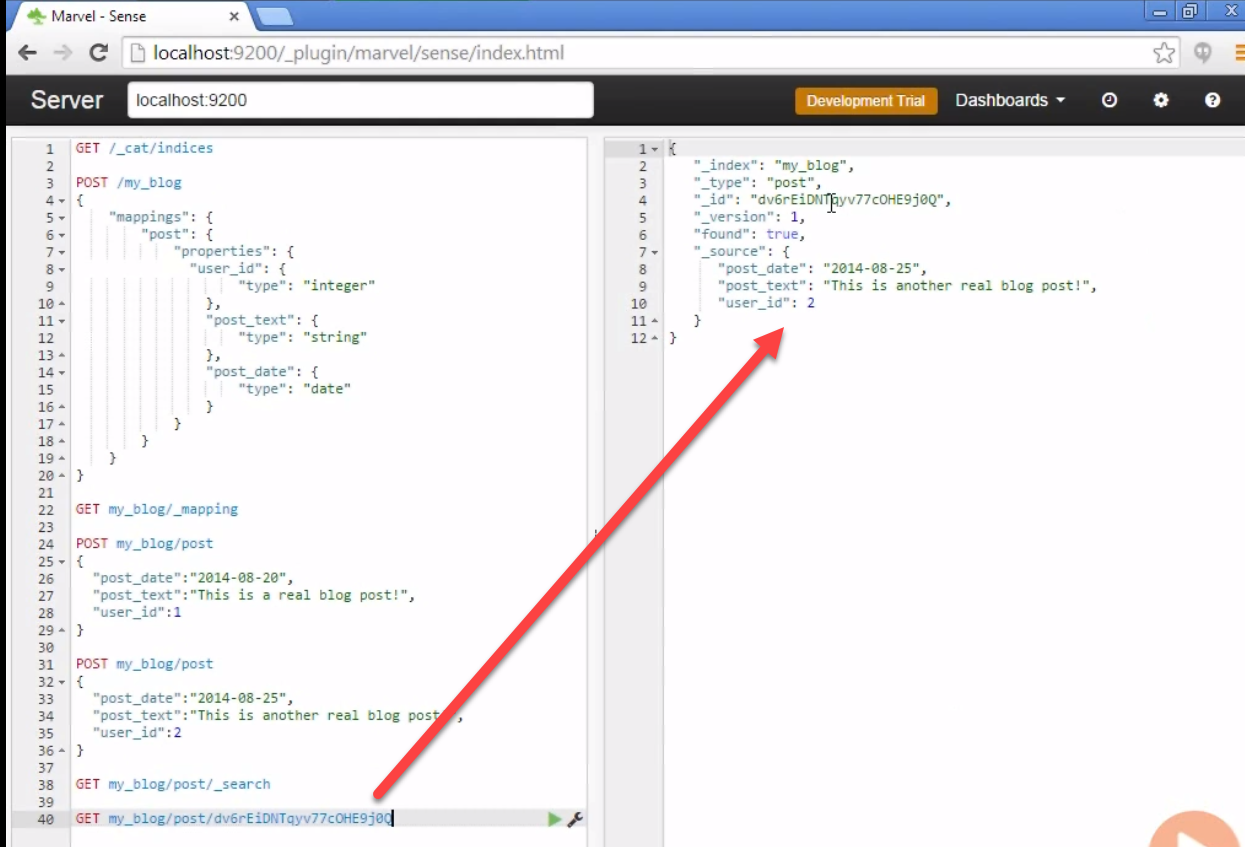 Marvel - Sense
localhost:9200/_plugin/marvel/sense/index.html
Server localhost:9200 Development Trial Dashboards
1 GET /_cat/indices
2
3 POST /my_blog
4 {
5 "mappings": {
6 "post": {
7 "properties": {
8 "user_id": {
9 "type": "integer"
10 },
11 "post_text": {
12 "type": "string"
13 },
14 "post_date": {
15 "type": "date"
16 }
17 }
18 }
19 }
20 }
21
22 GET my_blog/_mapping
23
24 POST my_blog/post
25 {
26 "post_date":"2014-08-20",
27 "post_text":"This is a real blog post!",
28 "user_id":1
29 }
30
31 POST my_blog/post
32 {
33 "post_date":"2014-08-25",
34 "post_text":"This is another real blog post ,
35 "user_id":2
36 }
37
38 GET my_blog/post/_search
39
40 GET my_blog/post/dv6rEiDNTqyv77cOHE9j0Q
1 {
2 "_index": "my_blog",
3 "_type": "post",
4 "_id": "dv6rEiDNTqyv77cOHE9j0Q",
5 "_version": 1,
6 "found": true,
7 "_source": {
8 "post_date": "2014-08-25",
9 "post_text": "This is another real blog post!",
10 "user_id": 2
11 }
12 }